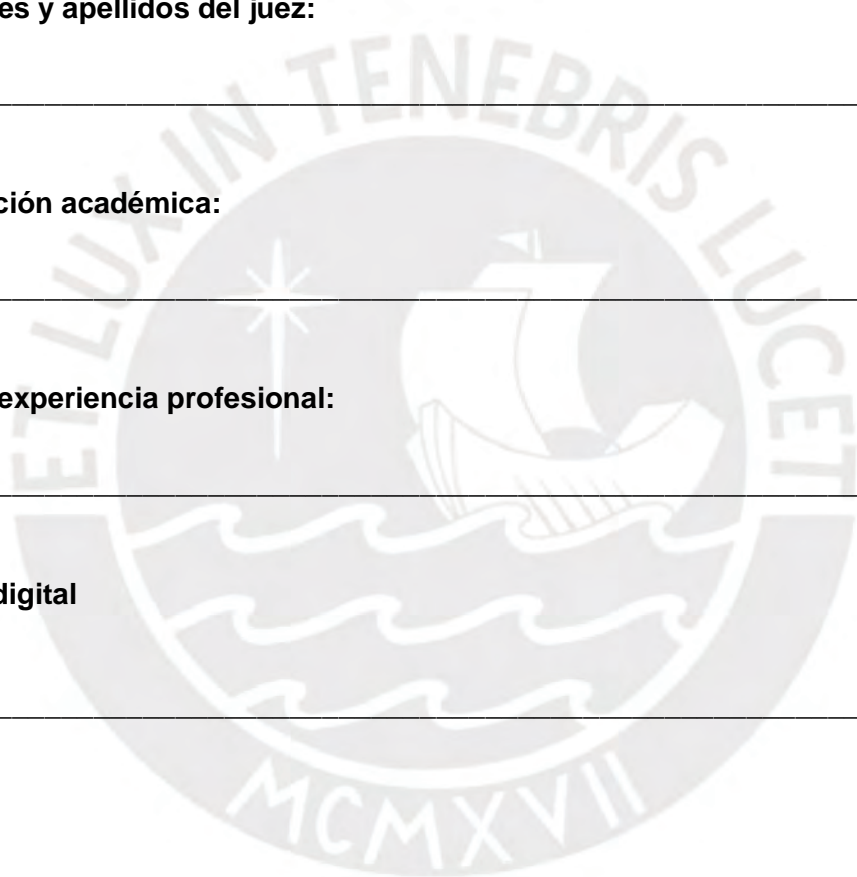 es y apellidos del juez:
ción académica:
experiencia profesional:
digital
ET LUX IN TENEBRIS LUCET
MCMXVII